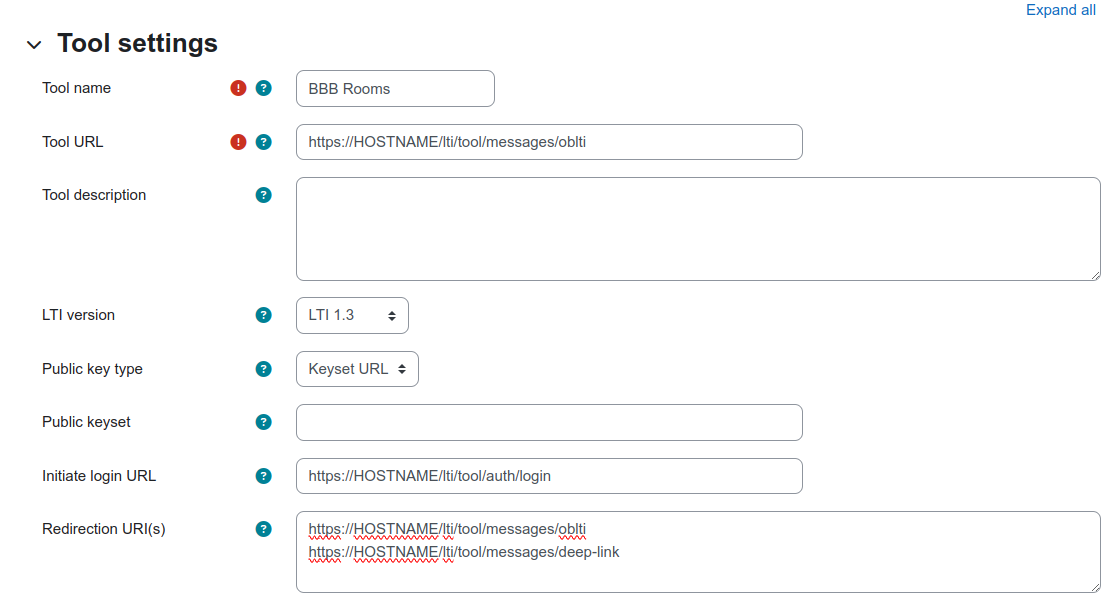 Expand all
Tool settings
Tool name ! ? BBB Rooms
Tool URL ! ? https://HOSTNAME/lti/tool/messages/oblti
Tool description ?
LTI version ? LTI 1.3
Public key type ? Keyset URL
Public keyset ?
Initiate login URL ? https://HOSTNAME/lti/tool/auth/login
Redirection URI(s) ? https://HOSTNAME/lti/tool/messages/oblti
https://HOSTNAME/lti/tool/messages/deep-link